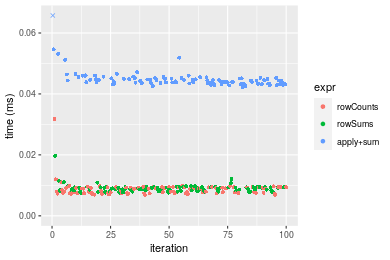 0.06
0.04
0.02
0.00
time (ms)
0
25
50
75
100
iteration
expr
rowCounts
rowSums
apply+sum